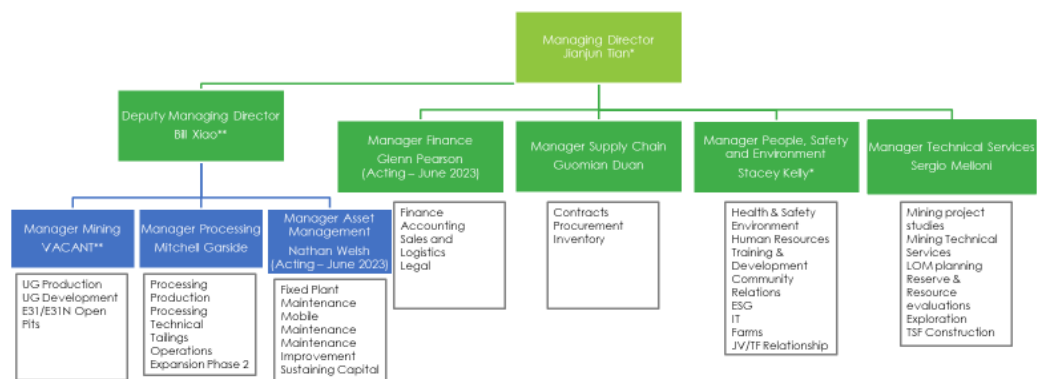 Managing Director
Jianjun Tian*
Deputy Managing Director
Bill Xiao**
Manager Finance
Glenn Pearson
(Acting – June 2023)
Manager Supply Chain
Guomian Duan
Manager People, Safety
and Environment
Stacey Kelly*
Manager Technical Services
Sergio Melloni
Manager Mining
VACANT**
Manager Processing
Mitchell Garside
Manager Asset
Management
Nathan Welsh
(Acting – June 2023)
UG Production
UG Development
E31/E31N Open
Pits
Processing
Production
Processing
Technical
Tailings
Operations
Expansion Phase 2
Fixed Plant
Maintenance
Mobile
Maintenance
Maintenance
Improvement
Sustaining Capital
Finance
Accounting
Sales and
Logistics
Legal
Contracts
Procurement
Inventory
Health & Safety
Environment
Human Resources
Training &
Development
Community
Relations
ESG
IT
Farms
JV/TF Relationship
Mining project
studies
Mining Technical
Services
LOM planning
Reserve &
Resource
evaluations
Exploration
TSF Construction